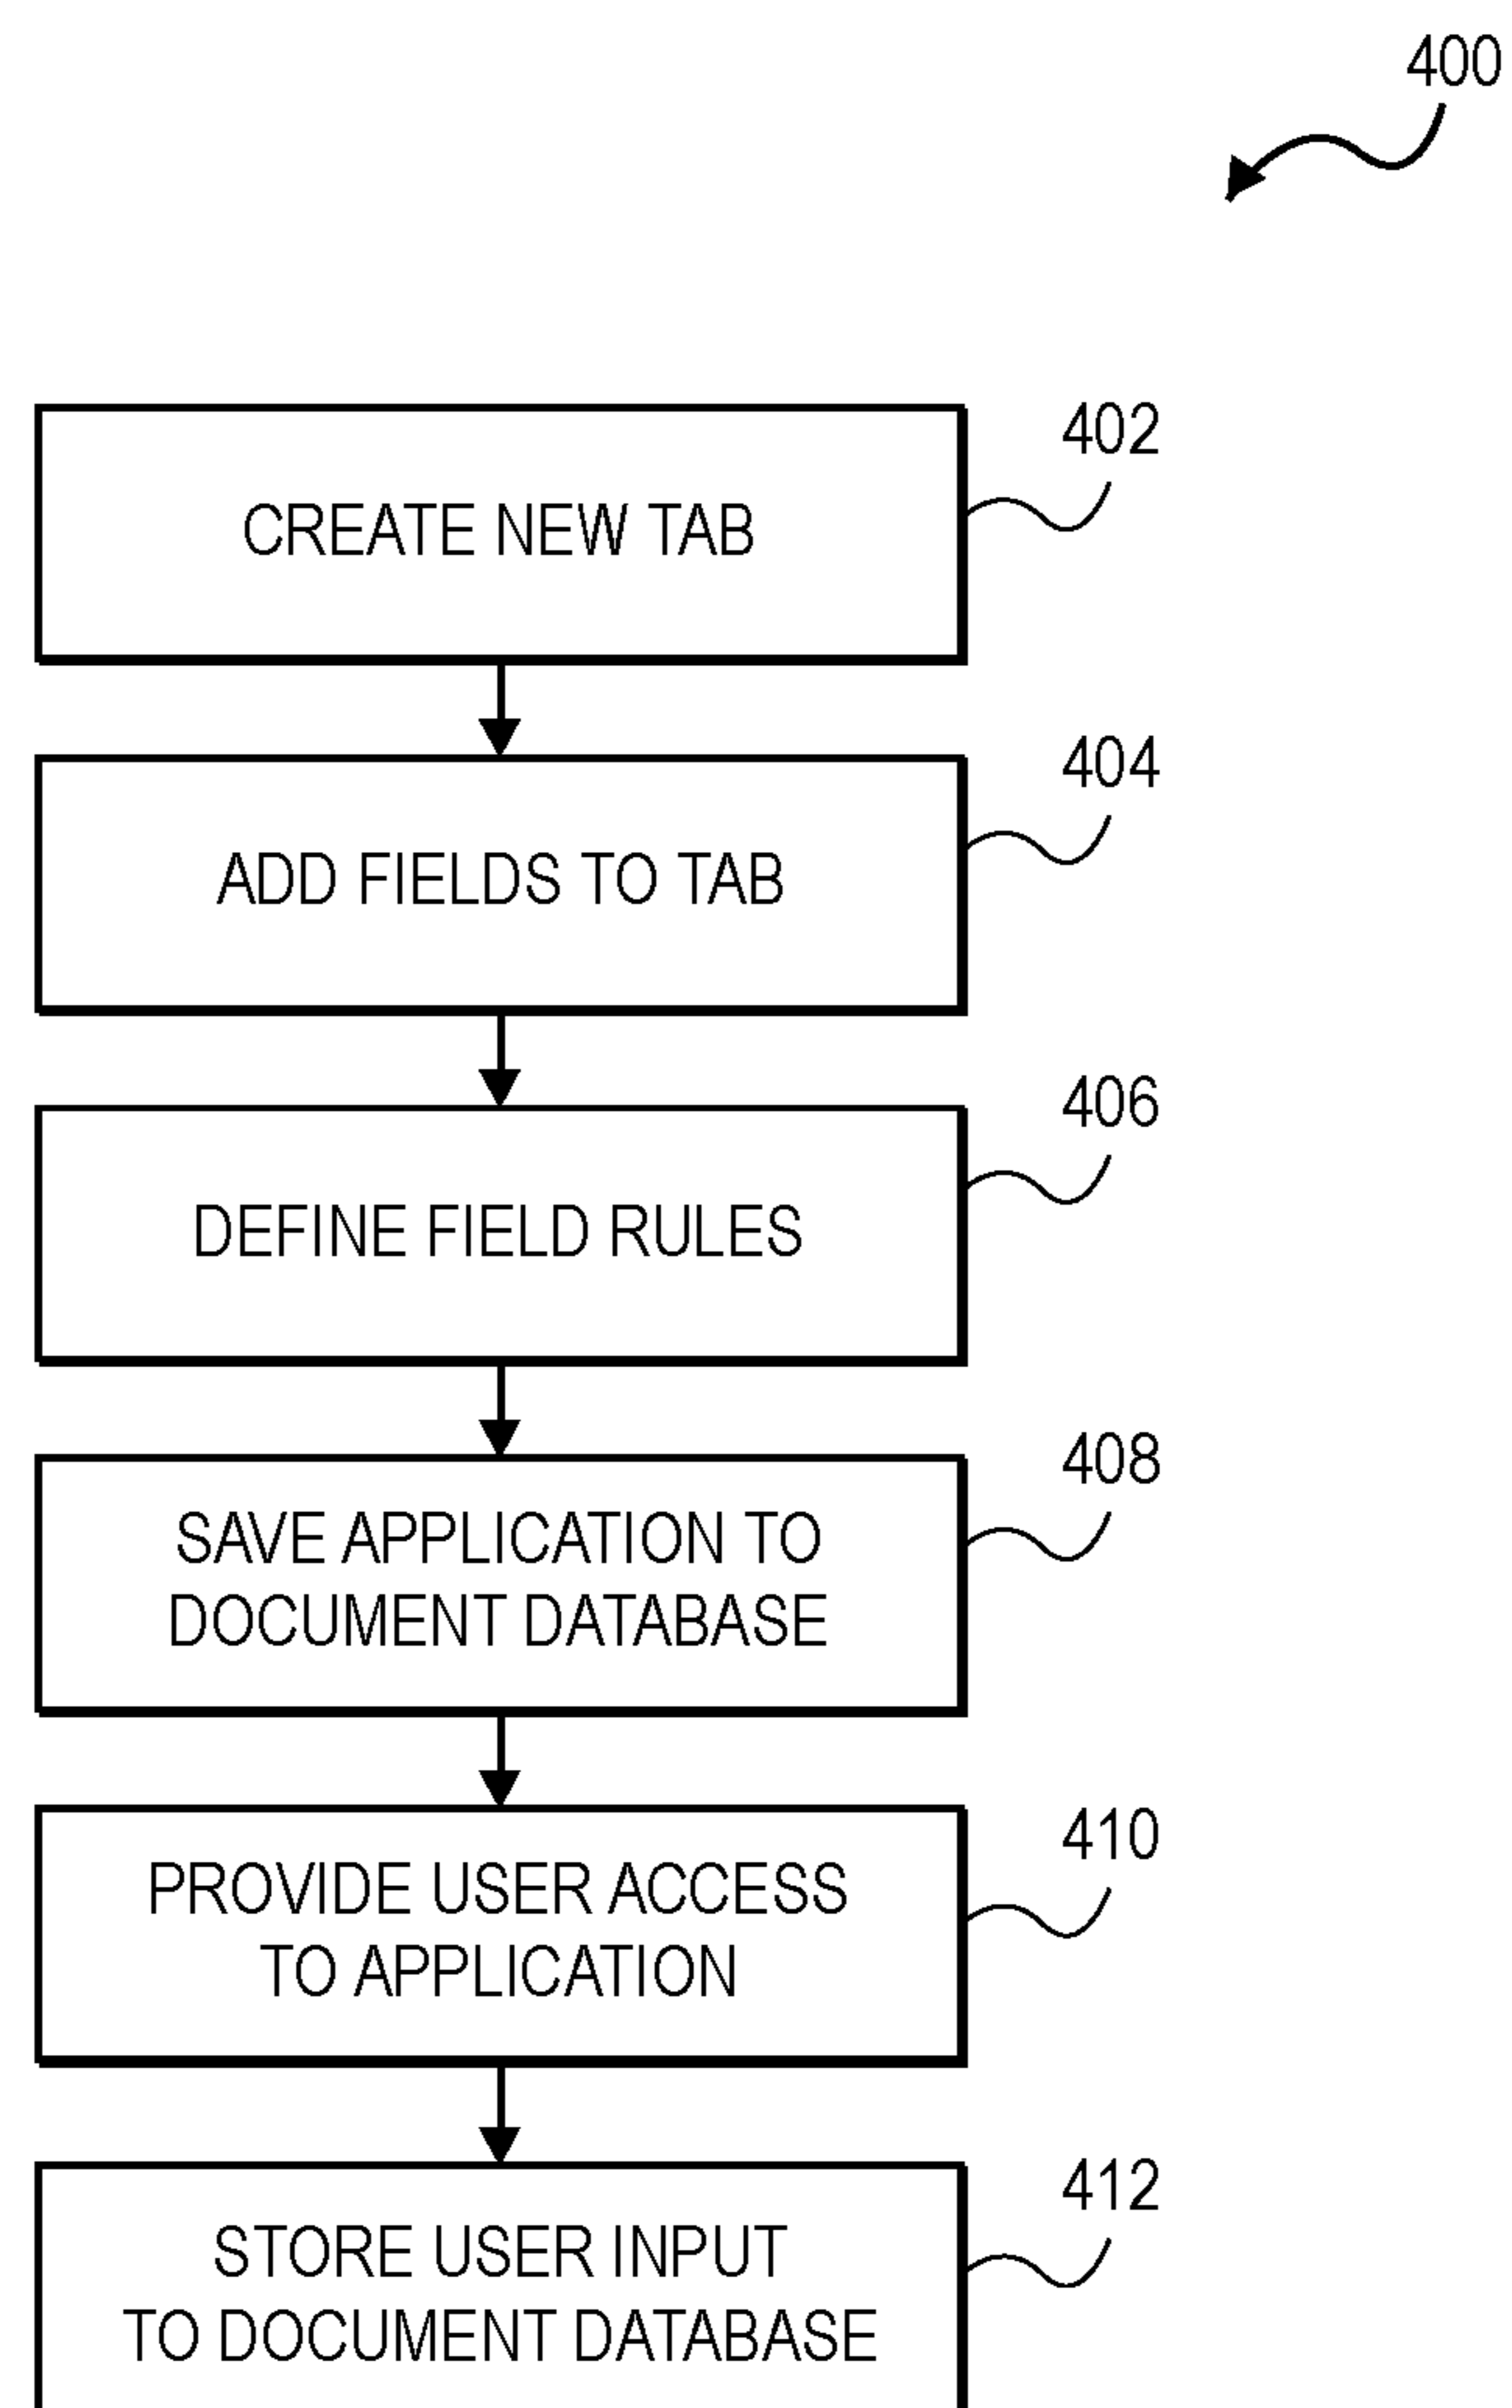 400
402
CREATE NEW TAB
404
ADD FIELDS TO TAB
406
DEFINE FIELD RULES
408
SAVE APPLICATION TO
DOCUMENT DATABASE
410
PROVIDE USER ACCESS
TO APPLICATION
412
STORE USER INPUT
TO DOCUMENT DATABASE